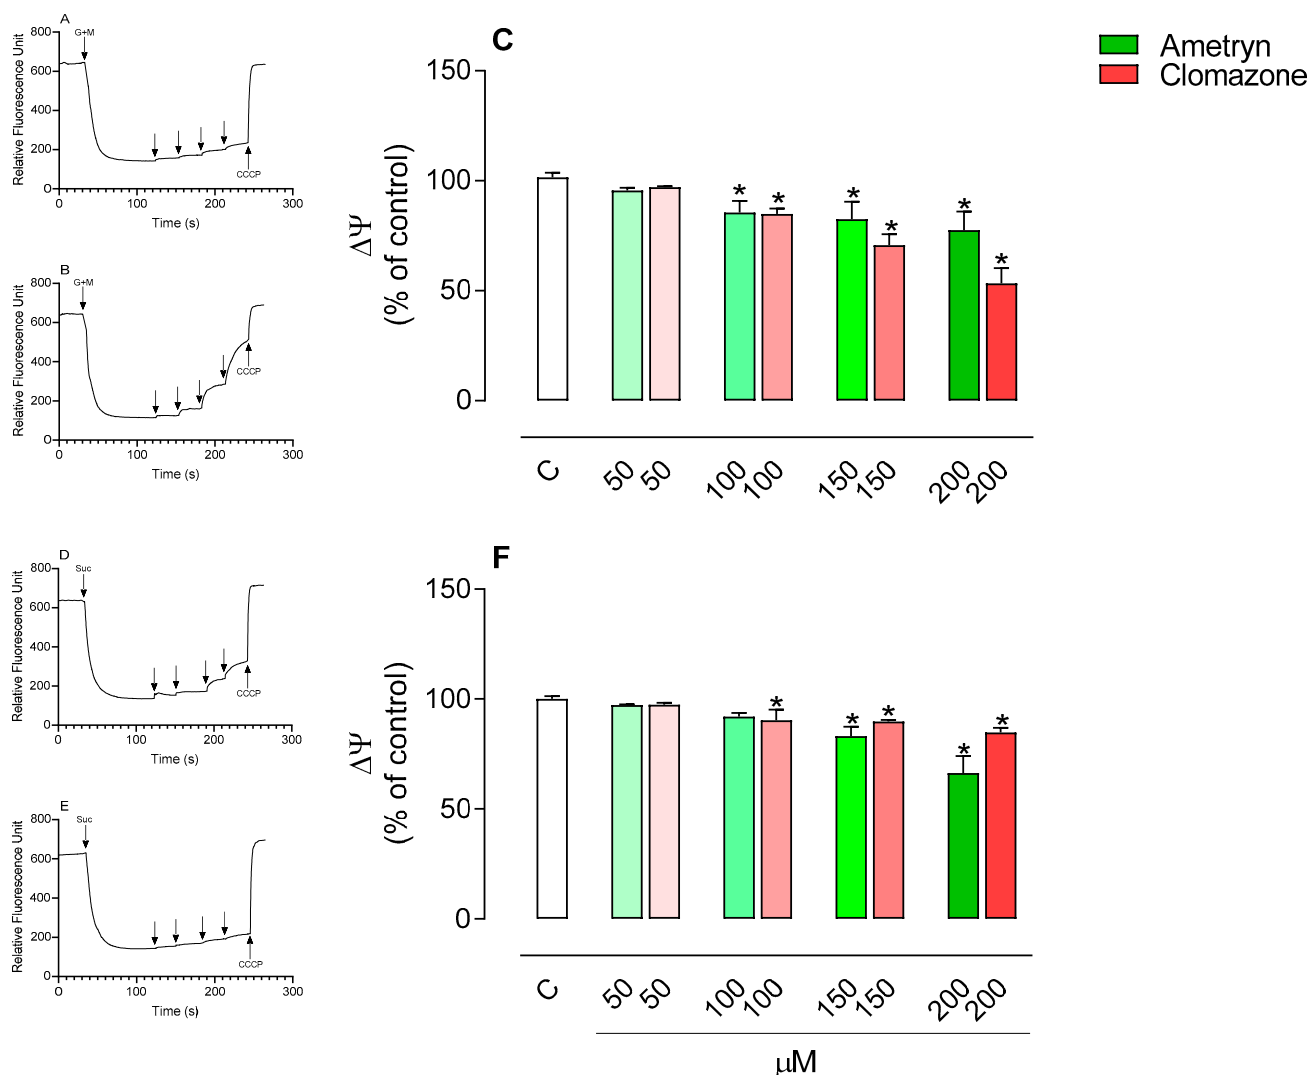 A
Relative Fluorescence Unit
800
600
400
200
0
G+M
CCCP
0 100 200 300
Time (s)
B
Relative Fluorescence Unit
800
600
400
200
0
G+M
CCCP
0 100 200 300
Time (s)
C
ΔΨ
(% of control)
150
100
50
0
* * * * * *
C 50 50 100 100 150 150 200 200
Ametryn
Clomazone
D
Relative Fluorescence Unit
800
600
400
200
0
Suc
CCCP
0 100 200 300
Time (s)
E
Relative Fluorescence Unit
800
600
400
200
0
Suc
CCCP
0 100 200 300
Time (s)
F
ΔΨ
(% of control)
150
100
50
0
* * * * *
C 50 50 100 100 150 150 200 200
μM